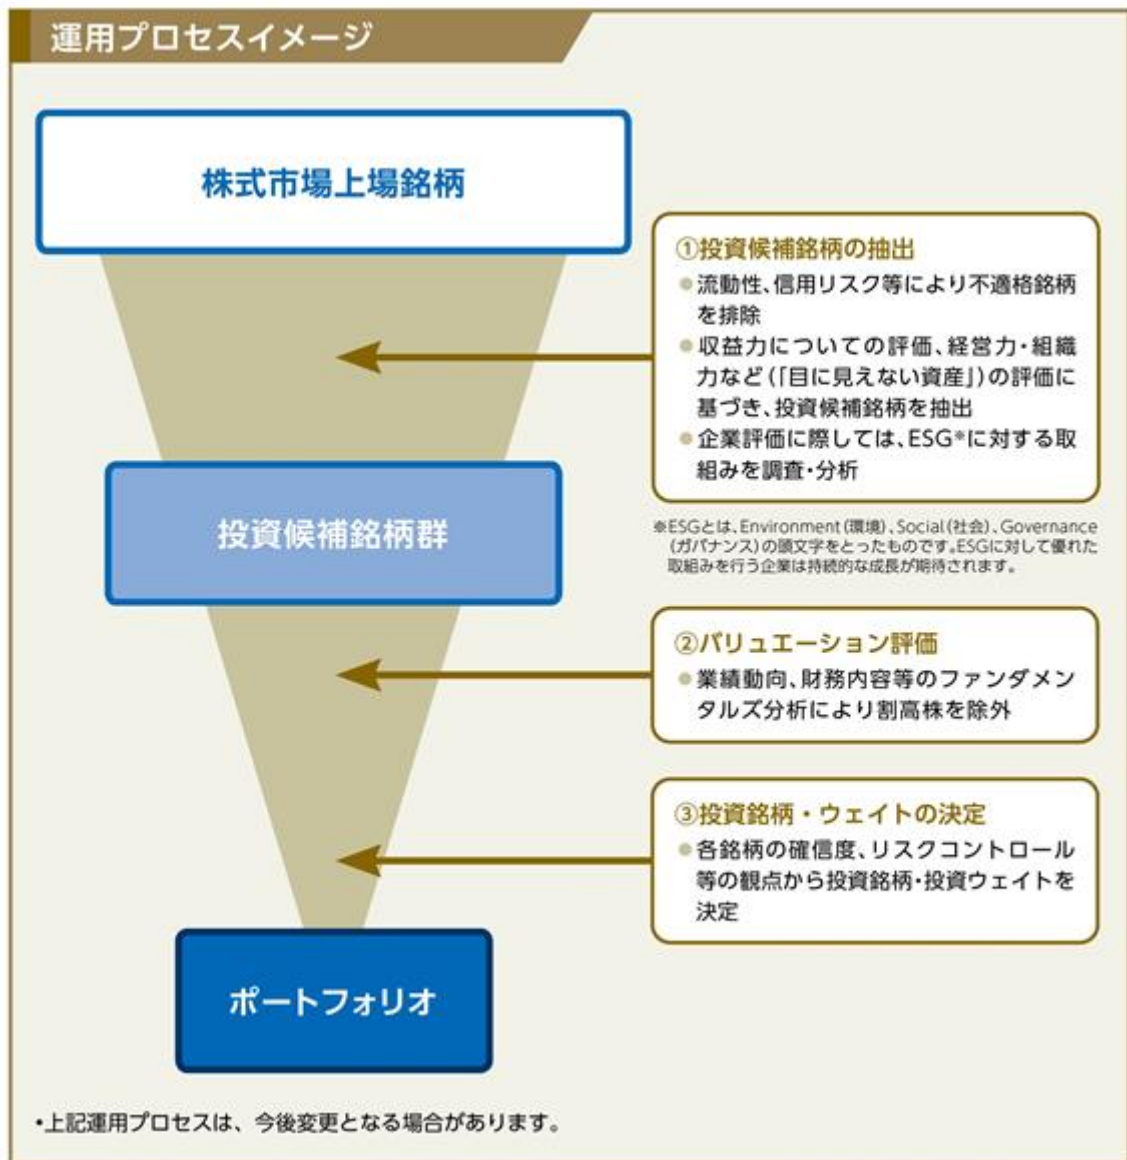 運用プロセスイメージ
株式市場上場銘柄
①投資候補銘柄の抽出
●流動性、信用リスク等により不適格銘柄
を排除
●収益力についての評価、経営力・組織
力など(「目に見えない資産」)の評価に
基づき、投資候補銘柄を抽出
●企業評価に際しては、ESG※に対する取
組みを調査・分析
投資候補銘柄群
※ESGとは、Environment(環境)、Social(社会)、Governance
(ガバナンス)の頭文字をとったものです。ESGに対して優れた
取組みを行う企業は持続的な成長が期待されます。
②バリュエーション評価
●業績動向、財務内容等のファンダメン
タルズ分析により割高株を除外
③投資銘柄・ウェイトの決定
●各銘柄の確信度、リスクコントロール
等の観点から投資銘柄・投資ウェイトを
決定
ポートフォリオ
•上記運用プロセスは、今後変更となる場合があります。